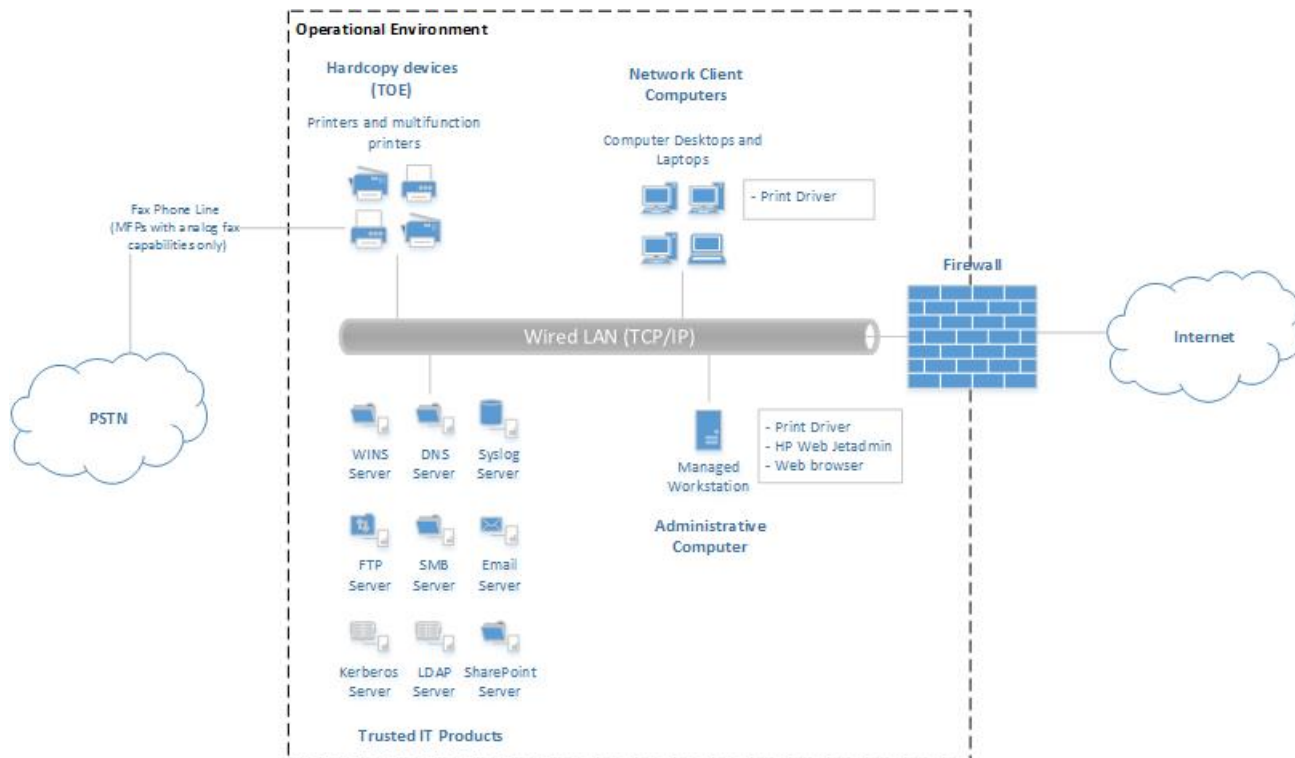 Operational Environment
Hardcopy devices
(TOE)
Printers and multifunction
printers
Network Client
Computers
Computer Desktops and
Laptops
- Print Driver
Fax Phone Line
(MFPs with analog fax
capabilities only)
Firewall
Wired LAN (TCP/IP)
Internet
PSTN
WINS
Server
DNS
Server
Syslog
Server
Managed
Workstation
- Print Driver
- HP Web Jetadmin
- Web browser
Administrative
Computer
FTP
Server
SMB
Server
Email
Server
Kerberos
Server
LDAP
Server
SharePoint
Server
Trusted IT Products